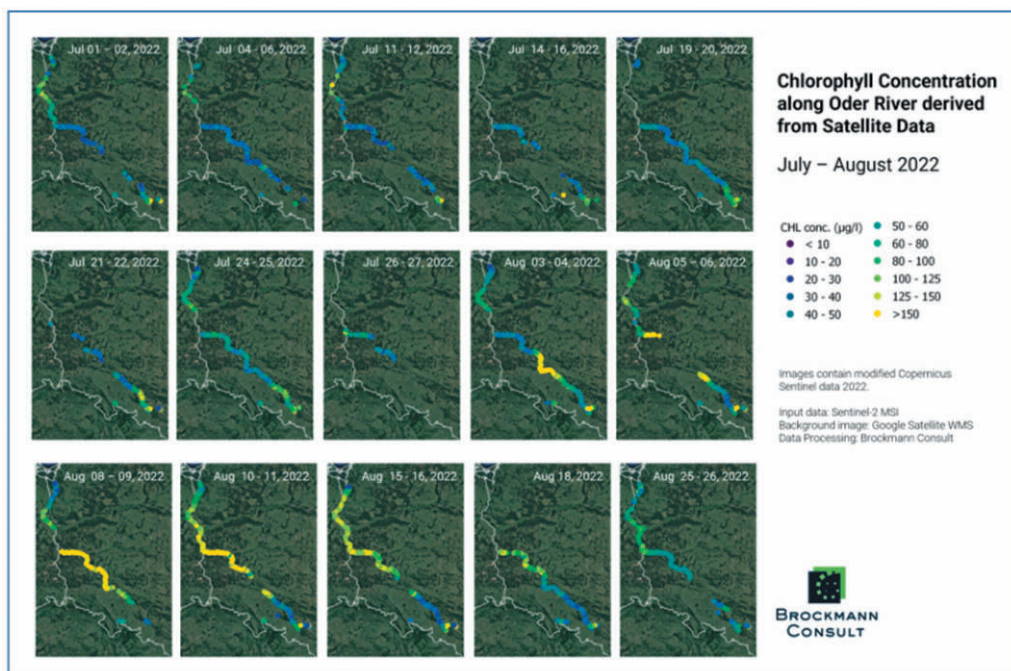 Jul 01 – 02, 2022
Jul 04 - 06, 2022
Jul 11 - 12, 2022
Jul 14 - 16, 2022
Jul 19 - 20, 2022
Chlorophyll Concentration
along Oder River derived
from Satellite Data
July – August 2022
CHL conc. (µg/l)
< 10
10 - 20
20 - 30
30 - 40
40 - 50
50 - 60
60 - 80
80 - 100
100 - 125
125 - 150
>150
Jul 21 - 22, 2022
Jul 24 - 25, 2022
Jul 26 - 27, 2022
Aug 03 - 04, 2022
Aug 05 – 06, 2022
Images contain modified Copernicus
Sentinel data 2022.
Input data: Sentinel-2 MSI
Background image: Google Satellite WMS
Data Processing: Brockmann Consult
Aug 08 – 09, 2022
Aug 10 - 11, 2022
Aug 15 - 16, 2022
Aug 18, 2022
Aug 25 - 26, 2022
BROCKMANN
CONSULT